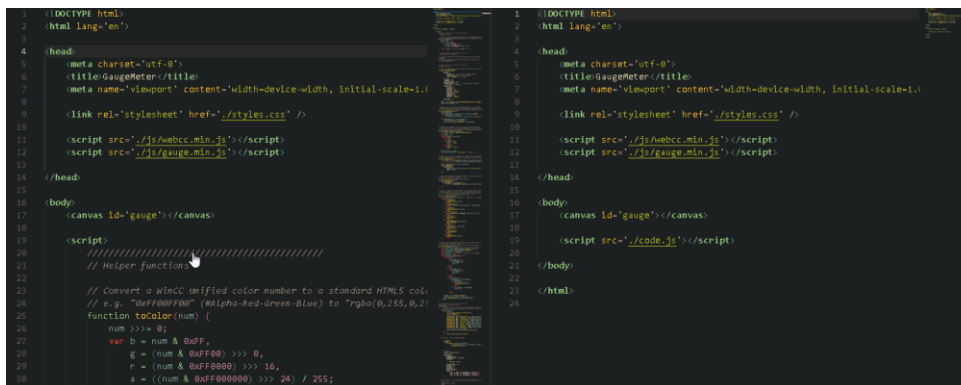 1 <!DOCTYPE html>
2 <html lang="en">
3
4 <head>
5 <meta charset="utf-8">
6 <title>GaugeMeter</title>
7 <meta name="viewport" content="width=device-width, initial-scale=1.0
8
9 <link rel="stylesheet" href="./styles.css" />
10
11 <script src="./js/webcc.min.js"></script>
12 <script src="./js/gauge.min.js"></script>
13
14 </head>
15
16 <body>
17 <canvas id="gauge"></canvas>
18
19 <script>
20 ////////////////////////////////////////////
21 // Helper functions
22
23 // Convert a WinCC Unified color number to a standard HTML5 colo
24 // e.g. "0xFF00FF00" (#Alpha-Red-Green-Blue) to "rgba(0,255,0,25
25 function toColor(num) {
26 num >>>= 0;
27 var b = num & 0xFF,
28 g = (num & 0xFF00) >>> 8,
29 r = (num & 0xFF0000) >>> 16,
30 a = ((num & 0xFF000000) >>> 24) / 255;
1 <!DOCTYPE html>
2 <html lang="en">
3
4 <head>
5 <meta charset="utf-8">
6 <title>GaugeMeter</title>
7 <meta name="viewport" content="width=device-width, initial-scale=1.0
8
9 <link rel="stylesheet" href="./styles.css" />
10
11 <script src="./js/webcc.min.js"></script>
12 <script src="./js/gauge.min.js"></script>
13
14 </head>
15
16 <body>
17 <canvas id="gauge"></canvas>
18
19 <script src="./code.js"></script>
20
21 </body>
22
23 </html>
24